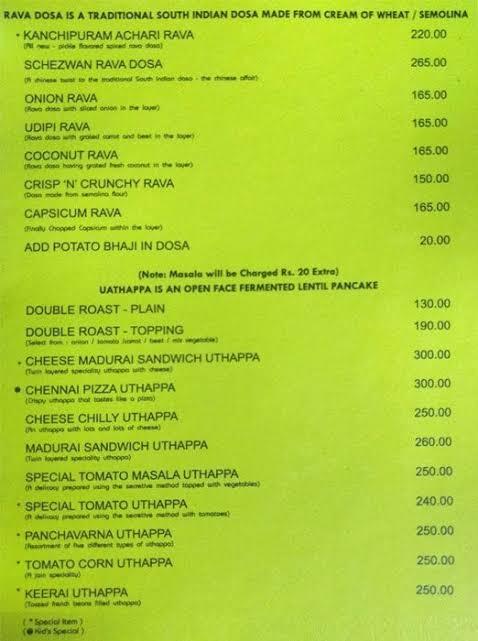 RAVA DOSA IS A TRADITIONAL SOUTH INDIAN DOSA MADE FROM CREAM OF WHEAT / SEMOLINA
* KANCHIPURAM ACHARI RAVA 220.00
(All new - pickle flavored spiced rava dosa)
SCHEZWAN RAVA DOSA 265.00
(A chinese twist to the traditional South Indian dosa - the chinese affair)
ONION RAVA 165.00
(Rava dosa with sliced onion in the layer)
UDIPI RAVA 165.00
(Rava dosa with grated carrot and beet in the layer)
COCONUT RAVA 165.00
(Rava dosa having grated fresh coconut in the layer)
CRISP 'N' CRUNCHY RAVA 150.00
(Dosa made from semolina flour)
CAPSICUM RAVA 165.00
(Finally Chopped Capsicum within the layer)
ADD POTATO BHAJI IN DOSA 20.00
(Note: Masala will be Charged Rs. 20 Extra)
UATHAPPA IS AN OPEN FACE FERMENTED LENTIL PANCAKE
DOUBLE ROAST - PLAIN 130.00
DOUBLE ROAST - TOPPING 190.00
(Select from : onion / tomato /carrot / beet / mix vegetable)
* CHEESE MADURAI SANDWICH UTHAPPA 300.00
(Twin layered speciality uthappa with cheese)
● CHENNAI PIZZA UTHAPPA 300.00
(Crispy uthappa that tastes like a pizza)
CHEESE CHILLY UTHAPPA 250.00
(An uthappa with lots and lots of cheese)
MADURAI SANDWICH UTHAPPA 260.00
(Twin layered speciality uthappa)
SPECIAL TOMATO MASALA UTHAPPA 250.00
(A delicacy prepared using the secretive method topped with vegetables)
* SPECIAL TOMATO UTHAPPA 240.00
(A delicacy prepared using the secretive method with tomatoes)
* PANCHAVARNA UTHAPPA 250.00
(Assortment of five different types of uthappa)
* TOMATO CORN UTHAPPA 250.00
(A Jain speciality)
* KEERAI UTHAPPA 250.00
(Tossed french beans filled uthappa)
( * Special Item )
(● Kid's Special )